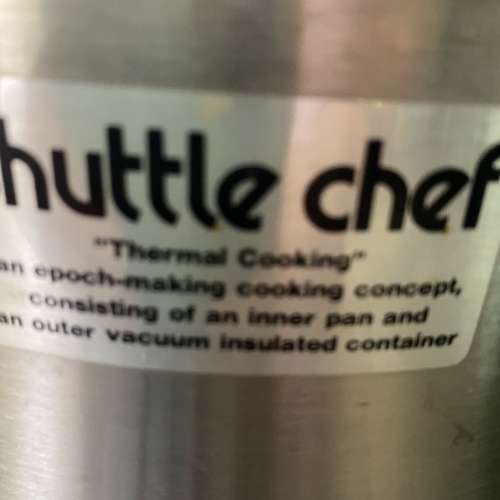 huttle chef
"Thermal Cooking"
an epoch-making cooking concept,
consisting of an inner pan and
an outer vacuum insulated container